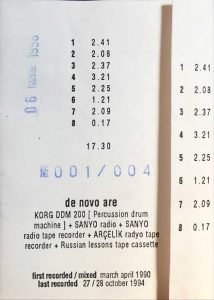 06 1998
1 2.41
2 2.08
3 2.37
4 3.21
5 2.25
6 1.21
7 2.09
8 0.17
17.30
№ 001/004
de novo are
KORG DDM 200 [ Percussion drum
machine ] + SANYO radio + SANYO
radio tape recorder + ARÇELİK radyo tape
recorder + Russian lessons tape cassette
first recorded / mixed march april 1990
last recorded 27 / 28 october 1994
1 2.41
2 2.08
3 2.37
4 3.21
5 2.25
6 1.21
7 2.09
8 0.17